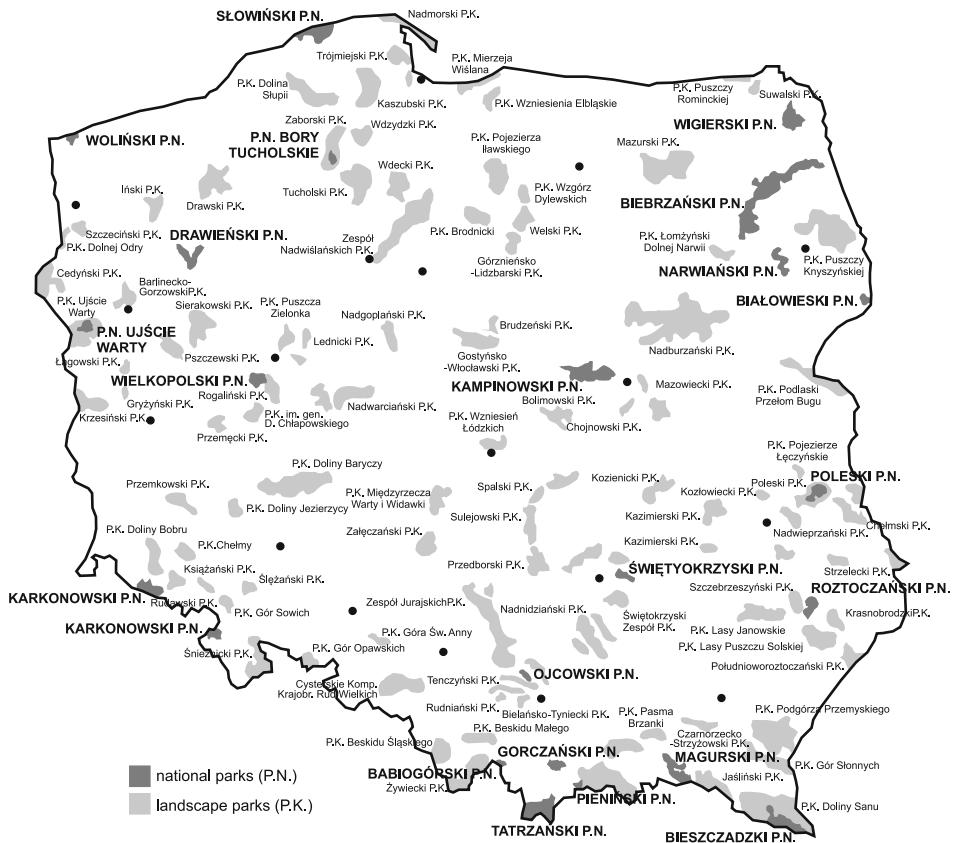 SŁOWIŃSKI P.N.
Nadmorski P.K.
Trójmiejski P.K.
P.K. Mierzeja
Wiślana
P.K. Dolina
Słupii
Kaszubski P.K.
P.K. Wzniesienia Elbląskie
P.K. Puszczy
Rominckiej
Suwalski P.K.
Zaborski P.K.
Wdzydzki P.K.
WIGIERSKI P.N.
WOLIŃSKI P.N.
P.N. BORY
TUCHOLSKIE
P.K. Pojezierza
Iławskiego
Mazurski P.K.
Wdecki P.K.
Iński P.K.
Drawski P.K.
Tucholski P.K.
P.K. Wzgórz
Dylewskich
BIEBRZAŃSKI P.N.
Szczeciński P.K.
P.K. Dolnej Odry
DRAWIEŃSKI P.N.
Zespół
Nadwiślańskich P.K.
P.K. Brodnicki
Welski P.K.
P.K. Łomżyński
Dolnej Narwii
Górznieńsko
-Lidzbarski P.K.
NARWIAŃSKI P.N.
P.K. Puszczy
Knyszyńskiej
Cedyński P.K.
Barlinecko-
GorzowskiP.K.
P.K. Ujście
Warty
Sierakowski P.K.
P.K. Puszcza
Zielonka
Nadgoplański P.K.
Brudzeński P.K.
BIAŁOWIESKI P.N.
P.N. UJŚCIE
WARTY
Lednicki P.K.
Łagowski P.K.
Pszczewski P.K.
Gostyńsko
-Włocławski P.K.
Nadburzański P.K.
WIELKOPOLSKI P.N.
Rogaliński P.K.
KAMPINOWSKI P.N.
Mazowiecki P.K.
P.K. Podlaski
Przełom Bugu
Gryżyński P.K.
Krzesiński P.K.
Nadwarciański P.K.
Bolimowski P.K.
P.K. im. gen.
D. Chłapowskiego
P.K. Wzniesień
Łódzkich
Chojnowski P.K.
Przemęcki P.K.
P.K. Pojezierze
Łęczyńskie
P.K. Doliny Baryczy
POLESKI P.N.
Przemkowski P.K.
P.K. Międzyrzecza
Warty i Widawki
Spalski P.K.
Kozienicki P.K.
Kozłowiecki P.K.
Poleski P.K.
P.K. Doliny Jezierzycy
Sulejowski P.K.
Kazimierski P.K.
Chełmski P.K.
P.K. Doliny Bobru
Załęczański P.K.
Nadwieprzański P.K.
P.K.Chełmy
Kazimierski P.K.
Książański P.K.
Ślężański P.K.
Przedborski P.K.
ŚWIĘTYOKRZYSKI P.N.
Strzelecki P.K.
Szczebrzeszyński P.K.
ROZTOCZAŃSKI P.N.
KARKONOWSKI P.N.
Rudawski P.K.
P.K. Gór Sowich
Zespół JurajskichP.K.
Nadnidziański P.K.
Świętokrzyski
Zespół P.K.
KrasnobrodzkiP.K.
KARKONOWSKI P.N.
P.K. Góra Św. Anny
P.K. Lasy Janowskie
P.K. Lasy Puszczu Solskiej
Śnieżnicki P.K.
P.K. Gór Opawskich
Południoworoztoczański P.K.
OJCOWSKI P.N.
Tenczyński P.K.
Cysterskie Komp.
Krajobr. Rud Wielkich
Rudniański P.K.
Bielańsko-Tyniecki P.K.
P.K. Pasma
Brzanki
P.K. Podgórza Przemyskiego
P.K. Beskidu Małego
Czarnorzecko
-Strzyżowski P.K.
P.K. Beskidu Śląskiego
GORCZAŃSKI P.N.
MAGURSKI P.N.
P.K. Gór Słonnych
BABIOGÓRSKI P.N.
Jaśliński P.K.
Żywiecki P.K.
PIENIŃSKI P.N.
P.K. Doliny Sanu
TATRZAŃSKI P.N.
BIESZCZADZKI P.N.
national parks (P.N.)
landscape parks (P.K.)